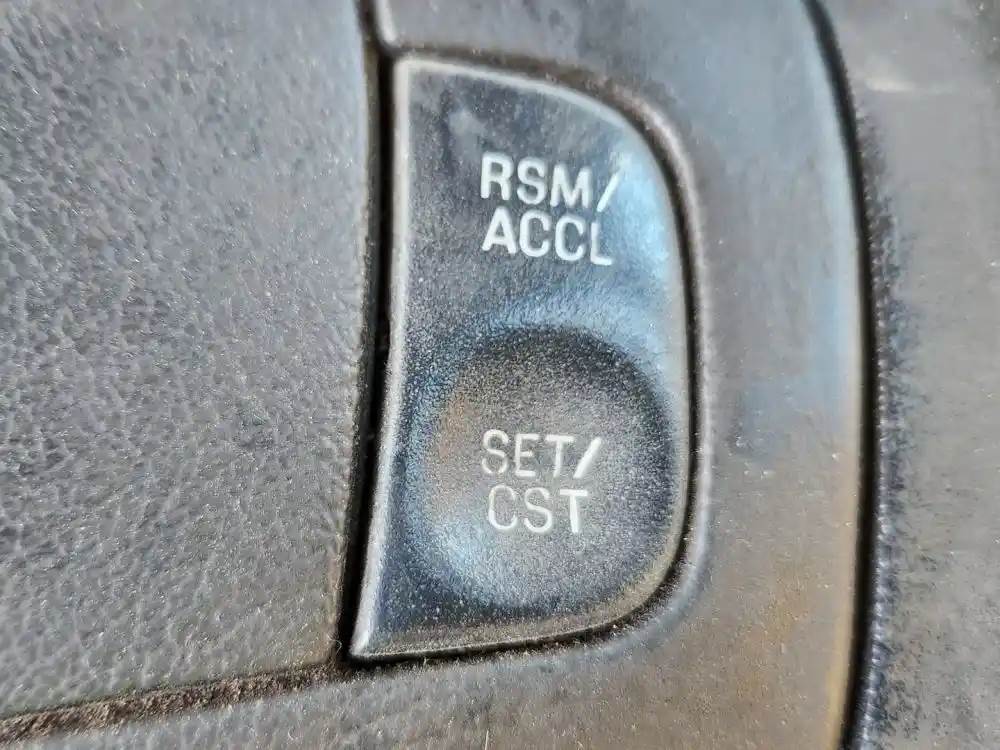 RSM/
ACCL
SET/
CST